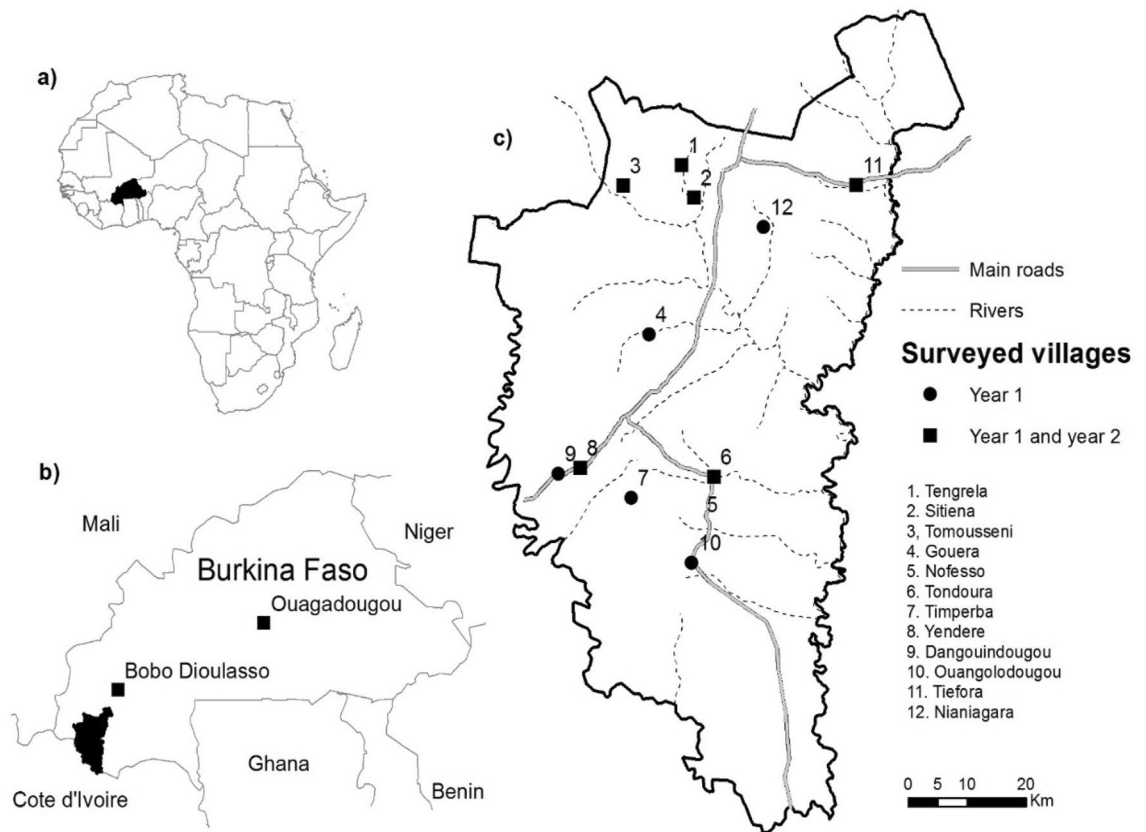 a)
b)
Mali
Niger
Burkina Faso
Ouagadougou
Bobo Dioulasso
Ghana
Benin
Cote d'Ivoire
c)
1
2
3
11
12
4
9
8
6
7
5
10
Main roads
Rivers
Surveyed villages
Year 1
Year 1 and year 2
1. Tengrela
2. Sitiena
3, Tomousseni
4. Gouera
5. Nofesso
6. Tondoura
7. Timperba
8. Yendere
9. Dangouindougou
10. Ouangolodougou
11. Tiefora
12. Nianiagara
0 5 10 20
Km